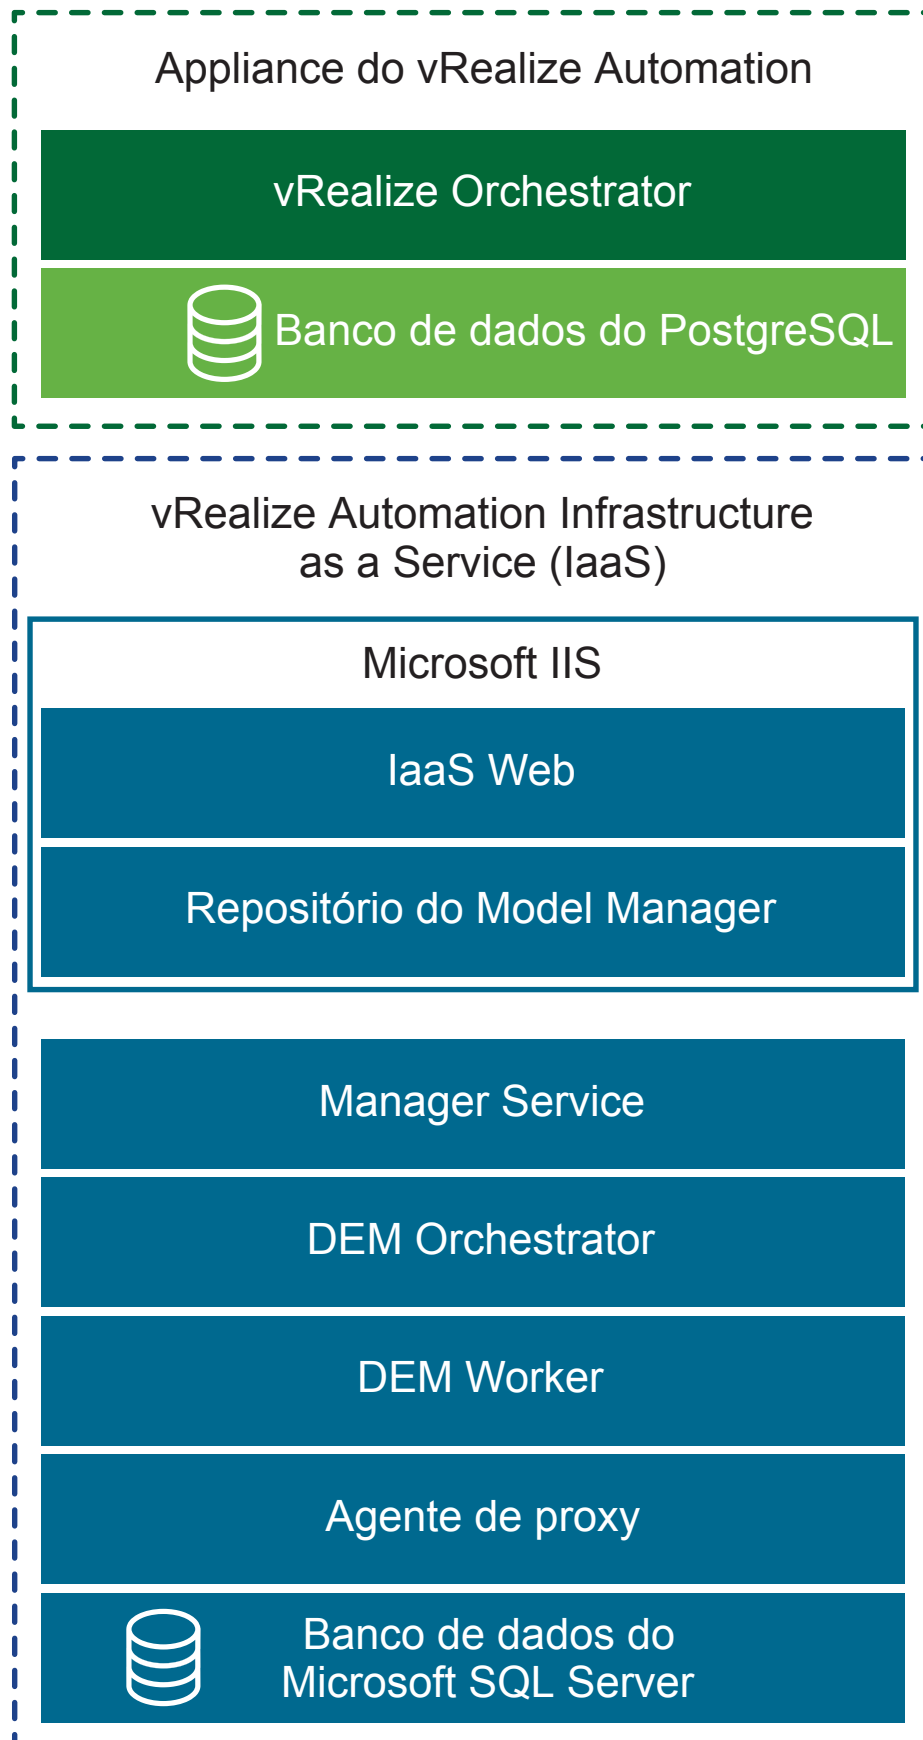 Appliance do vRealize Automation
vRealize Orchestrator
Banco de dados do PostgreSQL
vRealize Automation Infrastructure
as a Service (IaaS)
Microsoft IIS
IaaS Web
Repositório do Model Manager
Manager Service
DEM Orchestrator
DEM Worker
Agente de proxy
Banco de dados do
Microsoft SQL Server